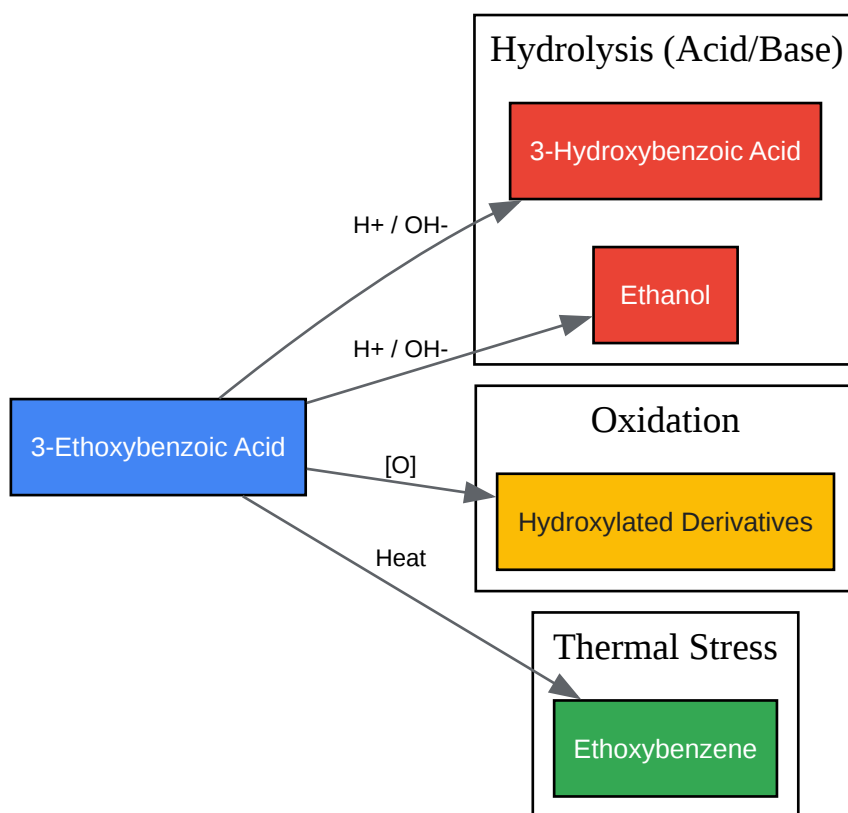 Hydrolysis (Acid/Base)
3-Hydroxybenzoic Acid
H+ / OH-
Ethanol
H+ / OH-
Oxidation
3-Ethoxybenzoic Acid
[O]
Hydroxylated Derivatives
Heat
Thermal Stress
Ethoxybenzene